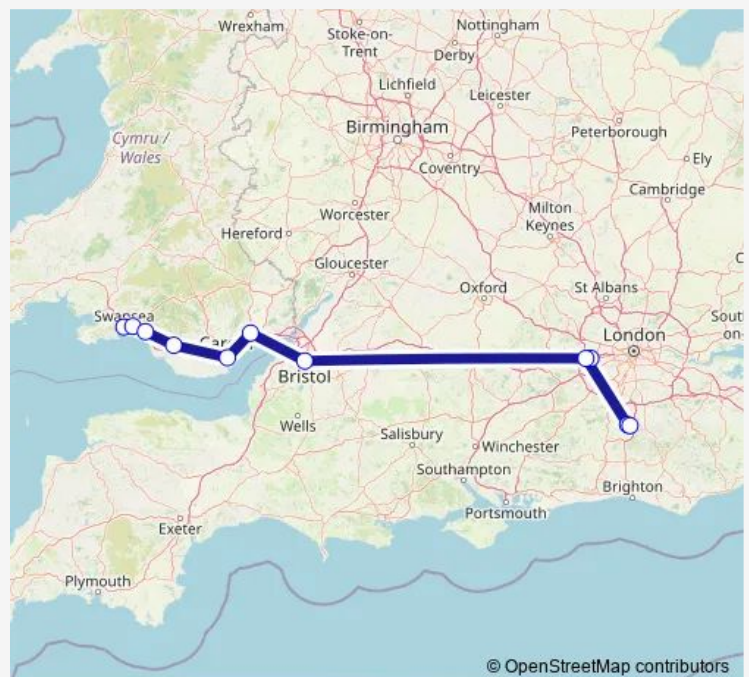 Wrexham
Stoke-on-
Trent
Nottingham
Derby
Lichfield
Leicester
Birmingham
Peterborough
Cymru /
Wales
Coventry
Ely
Cambridge
Worcester
Milton
Keynes
Hereford
Gloucester
Oxford
St Albans
Swansea
London
Bristol
Wells
Salisbury
Winchester
Southampton
Brighton
Portsmouth
Exeter
Plymouth
© OpenStreetMap contributors